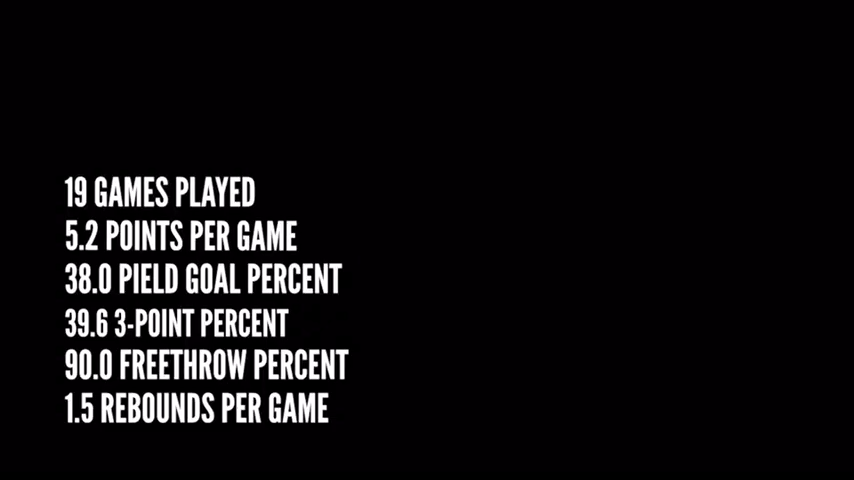 19 GAMES PLAYED
5.2 POINTS PER GAME
38.0 PIELD GOAL PERCENT
39.6 3-POINT PERCENT
90.0 FREETHROW PERCENT
1.5 REBOUNDS PER GAME